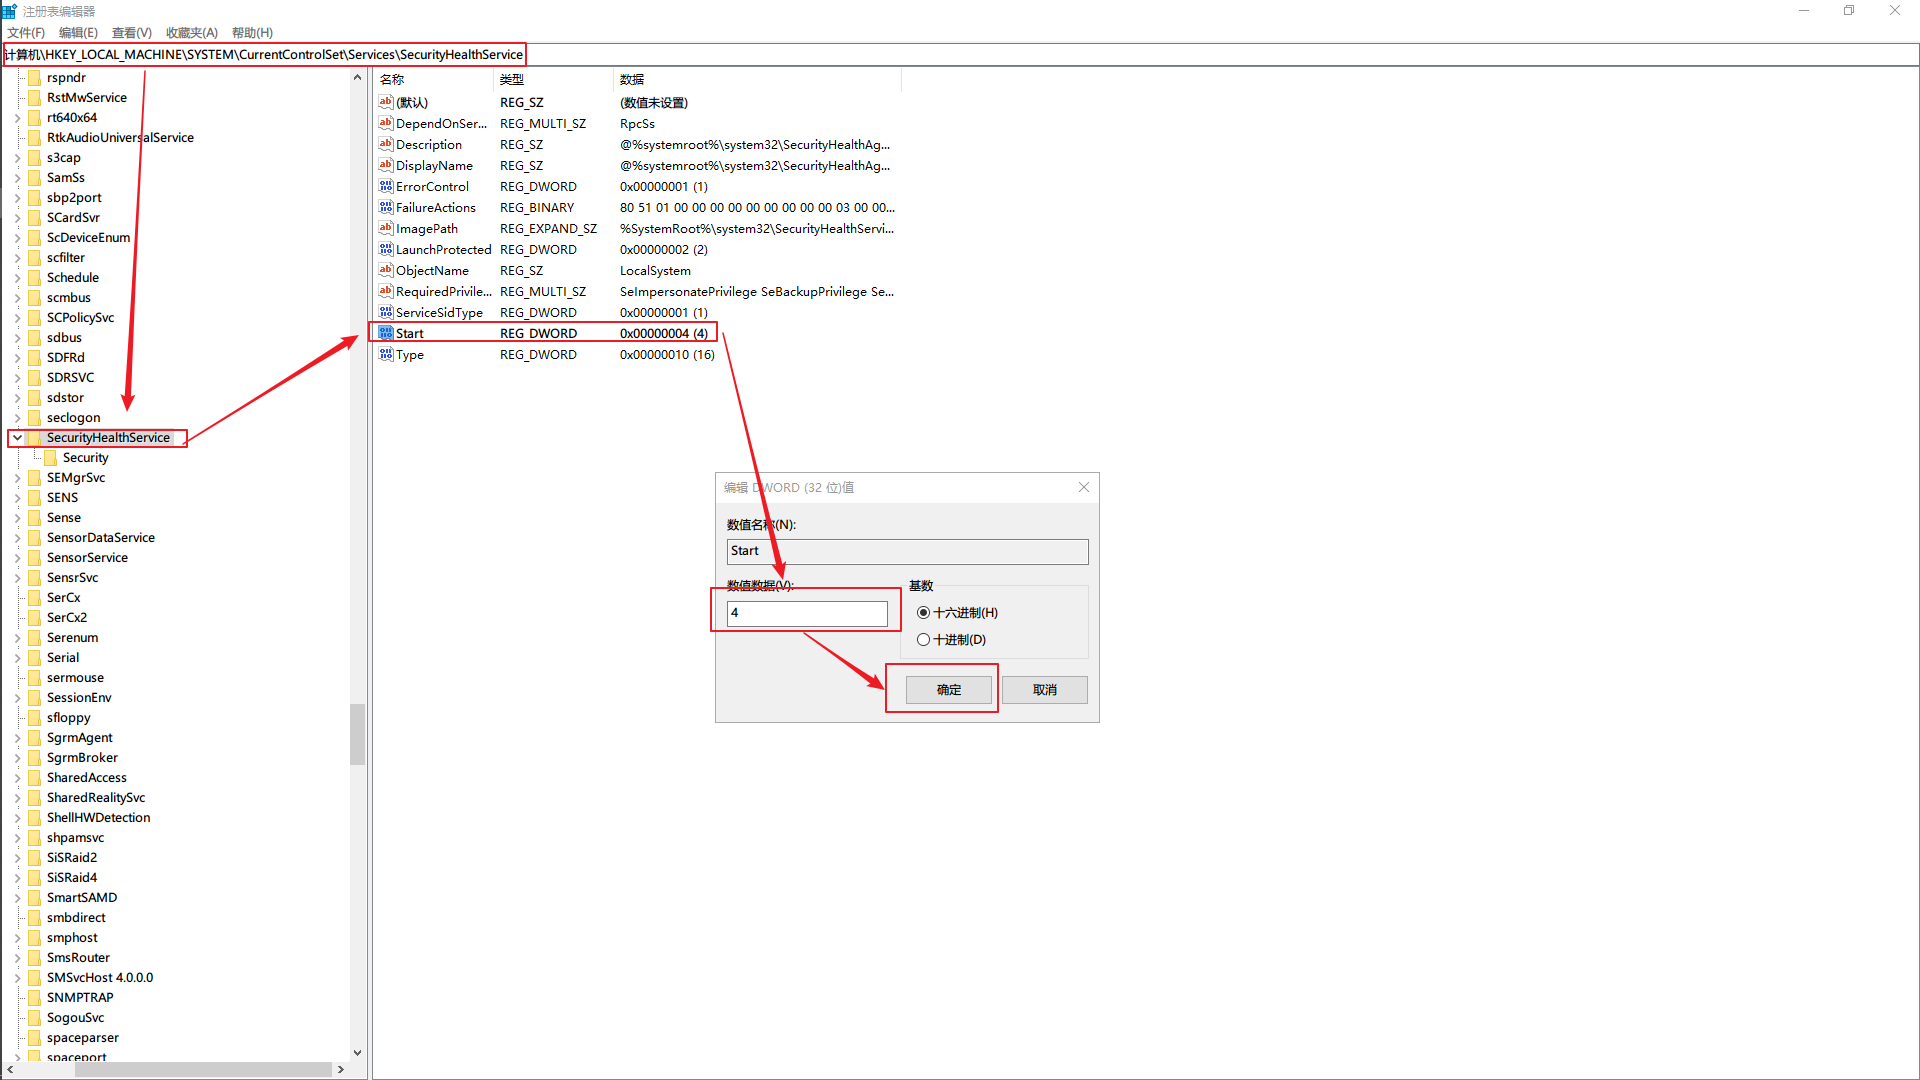 注册表编辑器
文件(F) 编辑(E) 查看(V) 收藏夹(A) 帮助(H)
计算机\HKEY_LOCAL_MACHINE\SYSTEM\CurrentControlSet\Services\SecurityHealthService
rspndr
RstMwService
rt640x64
RtkAudioUniversalService
s3cap
SamSs
sbp2port
SCardSvr
ScDeviceEnum
scfilter
Schedule
scmbus
SCPolicySvc
sdbus
SDFRd
SDRSVC
sdstor
seclogon
SecurityHealthService
Security
SEMgrSvc
SENS
Sense
SensorDataService
SensorService
SensrSvc
SerCx
SerCx2
Serenum
Serial
sermouse
SessionEnv
sfloppy
SgrmAgent
SgrmBroker
SharedAccess
SharedRealitySvc
ShellHWDetection
shpamsvc
SiSRaid2
SiSRaid4
SmartSAMD
smbdirect
smphost
SmsRouter
SMSvcHost 4.0.0.0
SNMPTRAP
SogouSvc
spaceparser
spaceport
名称 类型 数据
(默认) REG_SZ (数值未设置)
DependOnSer... REG_MULTI_SZ RpcSs
Description REG_SZ @%systemroot%\system32\SecurityHealthAg...
DisplayName REG_SZ @%systemroot%\system32\SecurityHealthAg...
ErrorControl REG_DWORD 0x00000001 (1)
FailureActions REG_BINARY 80 51 01 00 00 00 00 00 00 00 00 00 03 00 00...
ImagePath REG_EXPAND_SZ %SystemRoot%\system32\SecurityHealthServi...
LaunchProtected REG_DWORD 0x00000002 (2)
ObjectName REG_SZ LocalSystem
RequiredPrivile... REG_MULTI_SZ SeImpersonatePrivilege SeBackupPrivilege Se...
ServiceSidType REG_DWORD 0x00000001 (1)
Start REG_DWORD 0x00000004 (4)
Type REG_DWORD 0x00000010 (16)
编辑 DWORD (32 位)值
数值名称(N):
Start
数值数据(V): 基数
4 十六进制(H)
十进制(D)
确定 取消